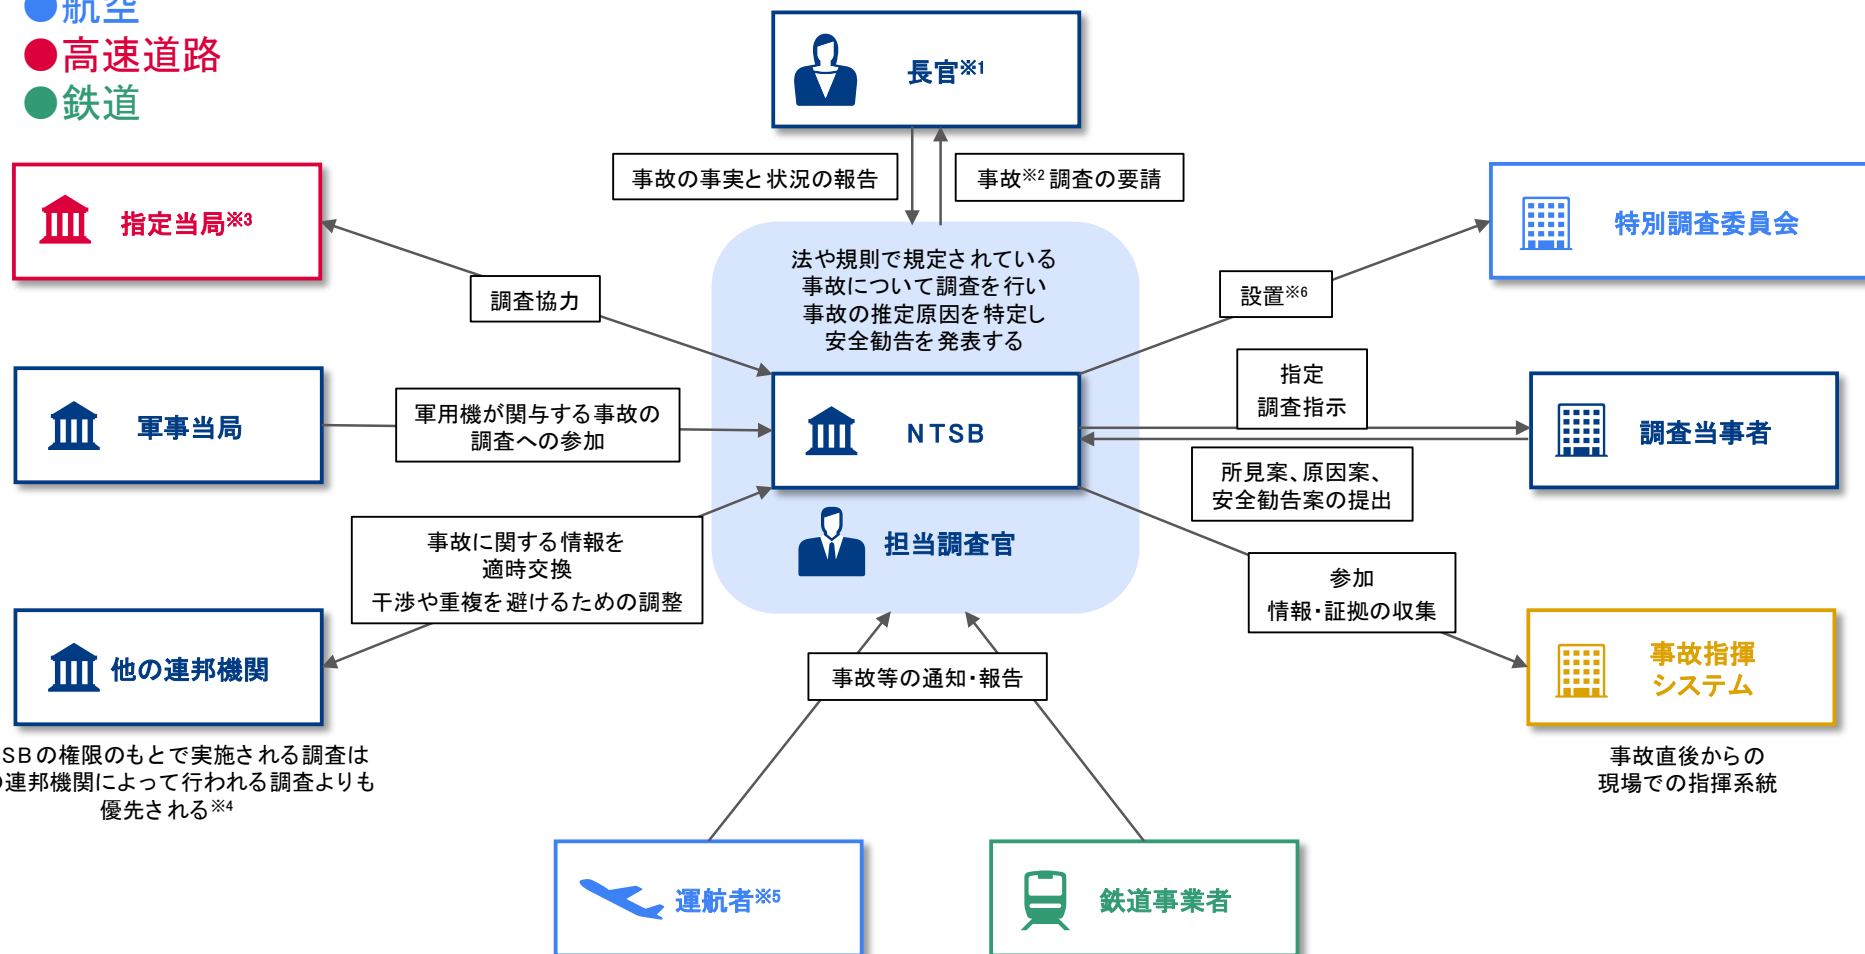 ●航空
●高速道路
●鉄道
長官※1
事故の事実と状況の報告
事故※2調査の要請
指定当局※3
特別調査委員会
調査協力
法や規則で規定されている
事故について調査を行い
事故の推定原因を特定し
安全勧告を発表する
設置※6
軍事当局
軍用機が関与する事故の
調査への参加
NTSB
指定
調査指示
調査当事者
所見案、原因案、
安全勧告案の提出
担当調査官
事故に関する情報を
適時交換
干渉や重複を避けるための調整
参加
情報・証拠の収集
他の連邦機関
事故等の通知・報告
事故指揮
システム
SBの権限のもとで実施される調査は
連邦機関によって行われる調査よりも
優先される※4
事故直後からの
現場での指揮系統
運航者※5
鉄道事業者